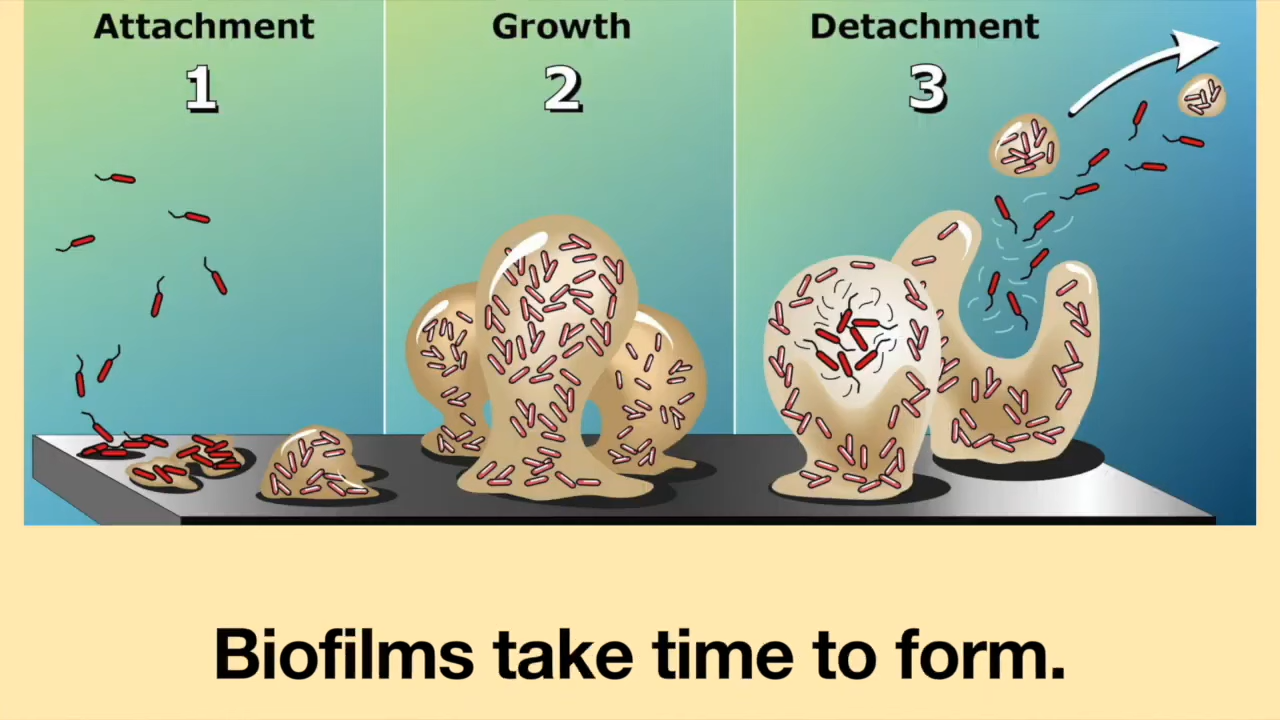 Attachment
1
Growth
2
Detachment
3
Biofilms take time to form.